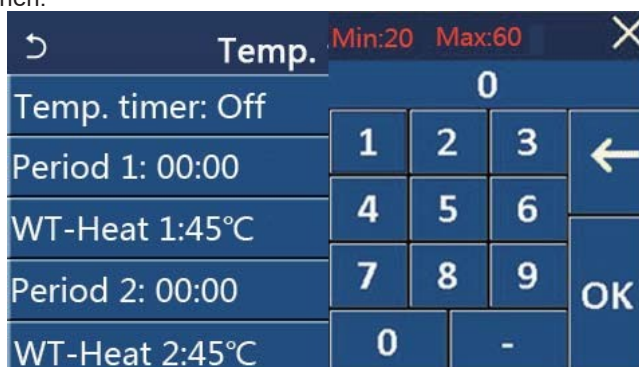 Temp.
Min:20 Max:60
0
Temp. timer: Off
Period 1: 00:00
WT-Heat 1:45℃
Period 2: 00:00
WT-Heat 2:45℃
1 2 3
4 5 6
7 8 9
OK
0 -